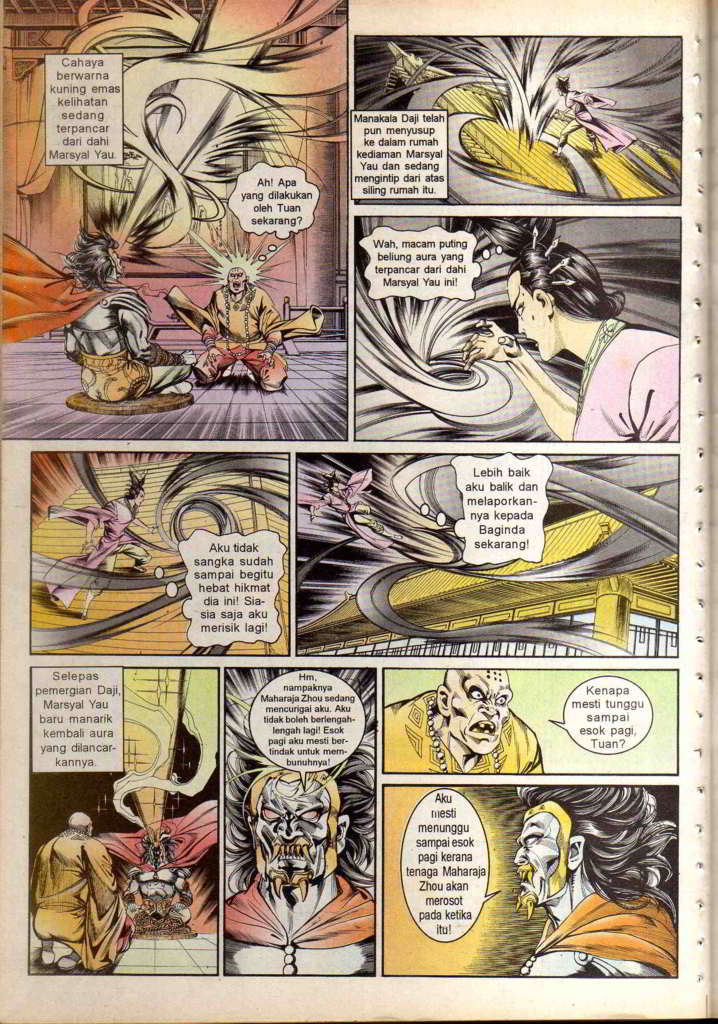 Cahaya
berwarna
kuning emas
kelihatan
sedang
terpancar
dari dahi
Marsyal Yau.
Ah! Apa
yang dilakukan
oleh Tuan
sekarang?
Manakala Daji telah
pun menyusup
ke dalam rumah
kediaman Marsyal
Yau dan sedang
mengintip dari atas
siling rumah itu.
Wah, macam puting
beliung aura yang
terpancar dari dahi
Marsyal Yau ini!
Aku tidak
sangka sudah
sampai begitu
hebat hikmat
dia ini! Sia-
sia saja aku
merisik lagi!
Lebih baik
aku balik dan
melaporkan-
nya kepada
Baginda
sekarang!
Selepas
pemergian Daji,
Marsyal Yau
baru manarik
kembali aura
yang dilancar-
kannya.
Hm,
nampaknya
Maharaja Zhou sedang
mencurigai aku. Aku
tidak boleh berlengah-
lengah lagi! Esok
pagi aku mesti ber-
tindak untuk mem-
bunuhnya!
Kenapa
mesti tunggu
sampai
esok pagi,
Tuan?
Aku
mesti
menunggu
sampai esok
pagi kerana
tenaga Maharaja
Zhou akan
merosot
pada ketika
itu!